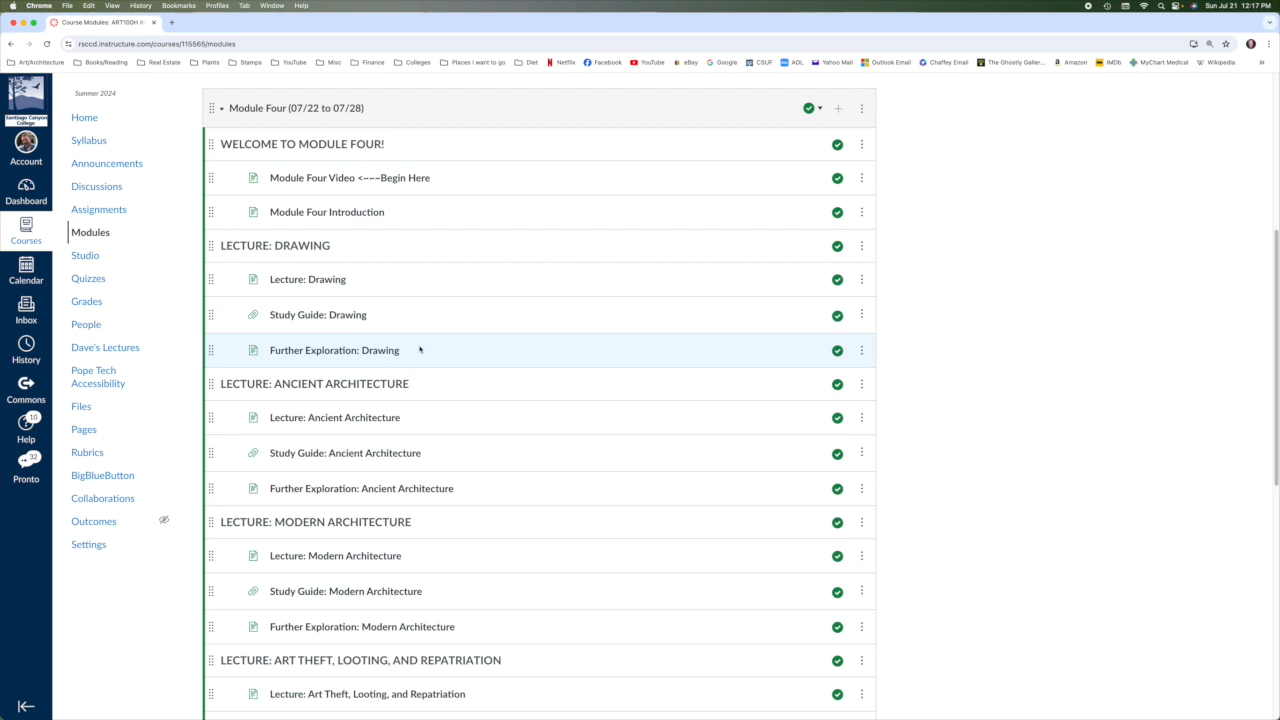 Chrome File Edit View History Bookmarks Profiles Tab Window Help Sun Jul 21 12:17 PM
Course Modules: ART100H
rsccd.instructure.com/courses/115565/modules
Art/Architecture Books/Reading Real Estate Plants Stamps YouTube Misc Finance Colleges Places I want to go Diet Netflix Facebook YouTube eBay Google CSUF AOL Yahoo Mail Outlook Email Chaffey Email The Ghostly Galler... Amazon IMDb MyChart Medical Wikipedia
Santiago Canyon
College
Account
Dashboard
Courses
Calendar
Inbox
History
Commons
10
Help
32
Pronto
Summer 2024
Home
Syllabus
Announcements
Discussions
Assignments
Modules
Studio
Quizzes
Grades
People
Dave's Lectures
Pope Tech
Accessibility
Files
Pages
Rubrics
BigBlueButton
Collaborations
Outcomes
Settings
Module Four (07/22 to 07/28)
WELCOME TO MODULE FOUR!
Module Four Video <~~~Begin Here
Module Four Introduction
LECTURE: DRAWING
Lecture: Drawing
Study Guide: Drawing
Further Exploration: Drawing
LECTURE: ANCIENT ARCHITECTURE
Lecture: Ancient Architecture
Study Guide: Ancient Architecture
Further Exploration: Ancient Architecture
LECTURE: MODERN ARCHITECTURE
Lecture: Modern Architecture
Study Guide: Modern Architecture
Further Exploration: Modern Architecture
LECTURE: ART THEFT, LOOTING, AND REPATRIATION
Lecture: Art Theft, Looting, and Repatriation